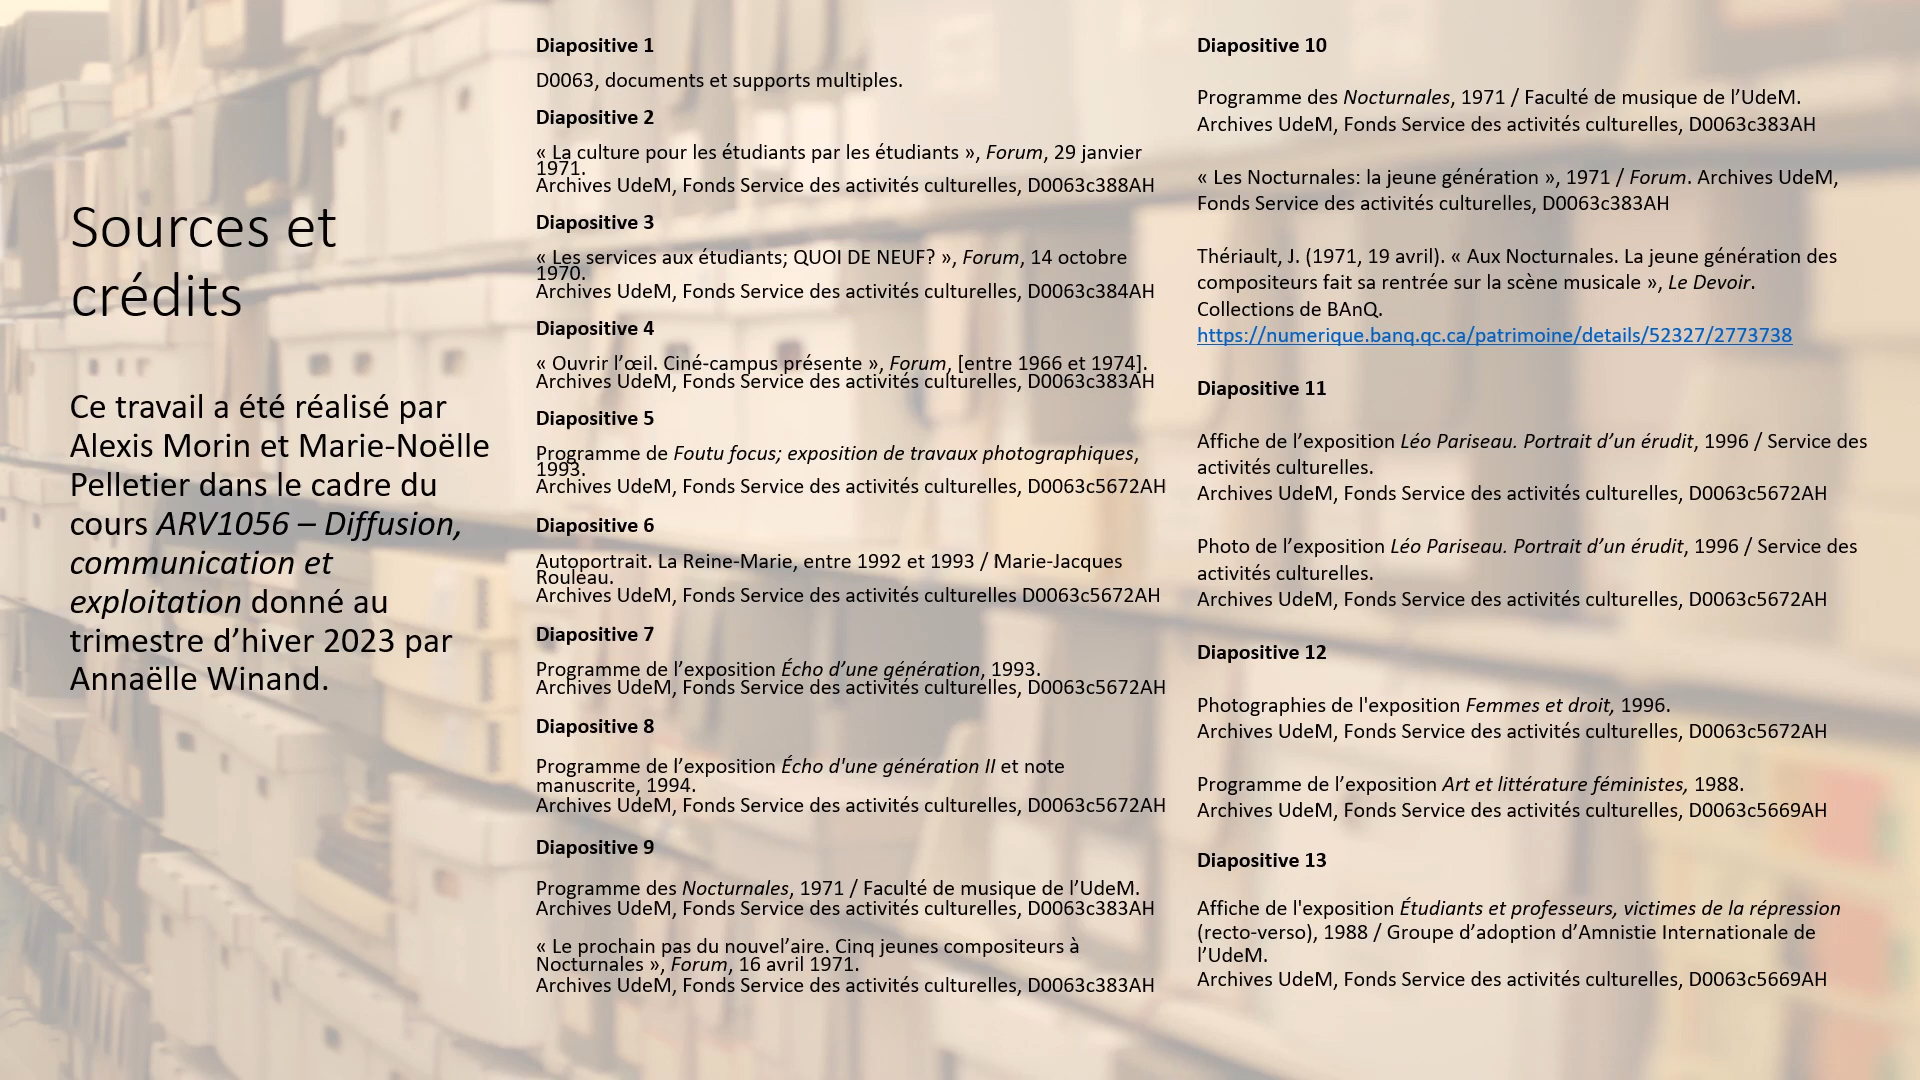 Sources et
crédits
Ce travail a été réalisé par
Alexis Morin et Marie-Noëlle
Pelletier dans le cadre du
cours ARV1056 – Diffusion,
communication et
exploitation donné au
trimestre d’hiver 2023 par
Annaëlle Winand.
Diapositive 1
D0063, documents et supports multiples.
Diapositive 2
« La culture pour les étudiants par les étudiants », Forum, 29 janvier
1971.
Archives UdeM, Fonds Service des activités culturelles, D0063c388AH
Diapositive 3
« Les services aux étudiants; QUOI DE NEUF? », Forum, 14 octobre
1970.
Archives UdeM, Fonds Service des activités culturelles, D0063c384AH
Diapositive 4
« Ouvrir l’œil. Ciné-campus présente », Forum, [entre 1966 et 1974].
Archives UdeM, Fonds Service des activités culturelles, D0063c383AH
Diapositive 5
Programme de Foutu focus; exposition de travaux photographiques,
1993.
Archives UdeM, Fonds Service des activités culturelles, D0063c5672AH
Diapositive 6
Autoportrait. La Reine-Marie, entre 1992 et 1993 / Marie-Jacques
Rouleau.
Archives UdeM, Fonds Service des activités culturelles D0063c5672AH
Diapositive 7
Programme de l’exposition Écho d’une génération, 1993.
Archives UdeM, Fonds Service des activités culturelles, D0063c5672AH
Diapositive 8
Programme de l’exposition Écho d'une génération II et note
manuscrite, 1994.
Archives UdeM, Fonds Service des activités culturelles, D0063c5672AH
Diapositive 9
Programme des Nocturnales, 1971 / Faculté de musique de l’UdeM.
Archives UdeM, Fonds Service des activités culturelles, D0063c383AH
« Le prochain pas du nouvel’aire. Cinq jeunes compositeurs à
Nocturnales », Forum, 16 avril 1971.
Archives UdeM, Fonds Service des activités culturelles, D0063c383AH
Diapositive 10
Programme des Nocturnales, 1971 / Faculté de musique de l’UdeM.
Archives UdeM, Fonds Service des activités culturelles, D0063c383AH
« Les Nocturnales: la jeune génération », 1971 / Forum. Archives UdeM,
Fonds Service des activités culturelles, D0063c383AH
Thériault, J. (1971, 19 avril). « Aux Nocturnales. La jeune génération des
compositeurs fait sa rentrée sur la scène musicale », Le Devoir.
Collections de BAnQ.
https://numerique.banq.qc.ca/patrimoine/details/52327/2773738
Diapositive 11
Affiche de l’exposition Léo Pariseau. Portrait d’un érudit, 1996 / Service des
activités culturelles.
Archives UdeM, Fonds Service des activités culturelles, D0063c5672AH
Photo de l’exposition Léo Pariseau. Portrait d’un érudit, 1996 / Service des
activités culturelles.
Archives UdeM, Fonds Service des activités culturelles, D0063c5672AH
Diapositive 12
Photographies de l'exposition Femmes et droit, 1996.
Archives UdeM, Fonds Service des activités culturelles, D0063c5672AH
Programme de l’exposition Art et littérature féministes, 1988.
Archives UdeM, Fonds Service des activités culturelles, D0063c5669AH
Diapositive 13
Affiche de l'exposition Étudiants et professeurs, victimes de la répression
(recto-verso), 1988 / Groupe d’adoption d’Amnistie Internationale de
l’UdeM.
Archives UdeM, Fonds Service des activités culturelles, D0063c5669AH